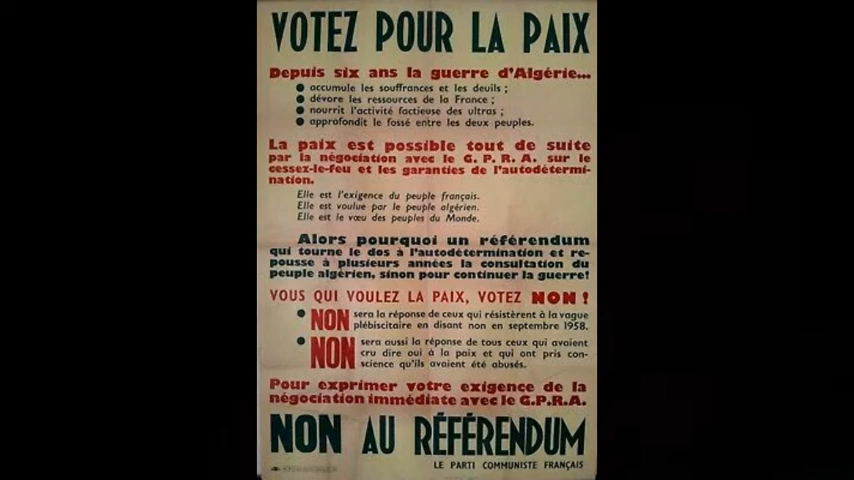 VOTEZ POUR LA PAIX
Depuis six ans la guerre d'Algérie...
● accumule les souffrances et les deuils ;
● dévore les ressources de la France ;
● nourrit l'activité factieuse des ultras ;
● approfondit le fossé entre les deux peuples.
La paix est possible tout de suite
par la négociation avec le G. P. R. A. sur le
cessez-le-feu et les garanties de l'autodétermi-
nation.
Elle est l'exigence du peuple français.
Elle est voulue par le peuple algérien.
Elle est le vœu des peuples du Monde.
Alors pourquoi un référendum
qui tourne le dos à l'autodétermination et re-
pousse à plusieurs années la consultation du
peuple algérien, sinon pour continuer la guerre!
VOUS QUI VOULEZ LA PAIX, VOTEZ NON !
● NON sera la réponse de ceux qui résistèrent à la vague
plébiscitaire en disant non en septembre 1958.
● NON sera aussi la réponse de tous ceux qui avaient
cru dire oui à la paix et qui ont pris con-
science qu'ils avaient été abusés.
Pour exprimer votre exigence de la
négociation immédiate avec le G.P.R.A.
NON AU RÉFÉRENDUM
LE PARTI COMMUNISTE FRANÇAIS